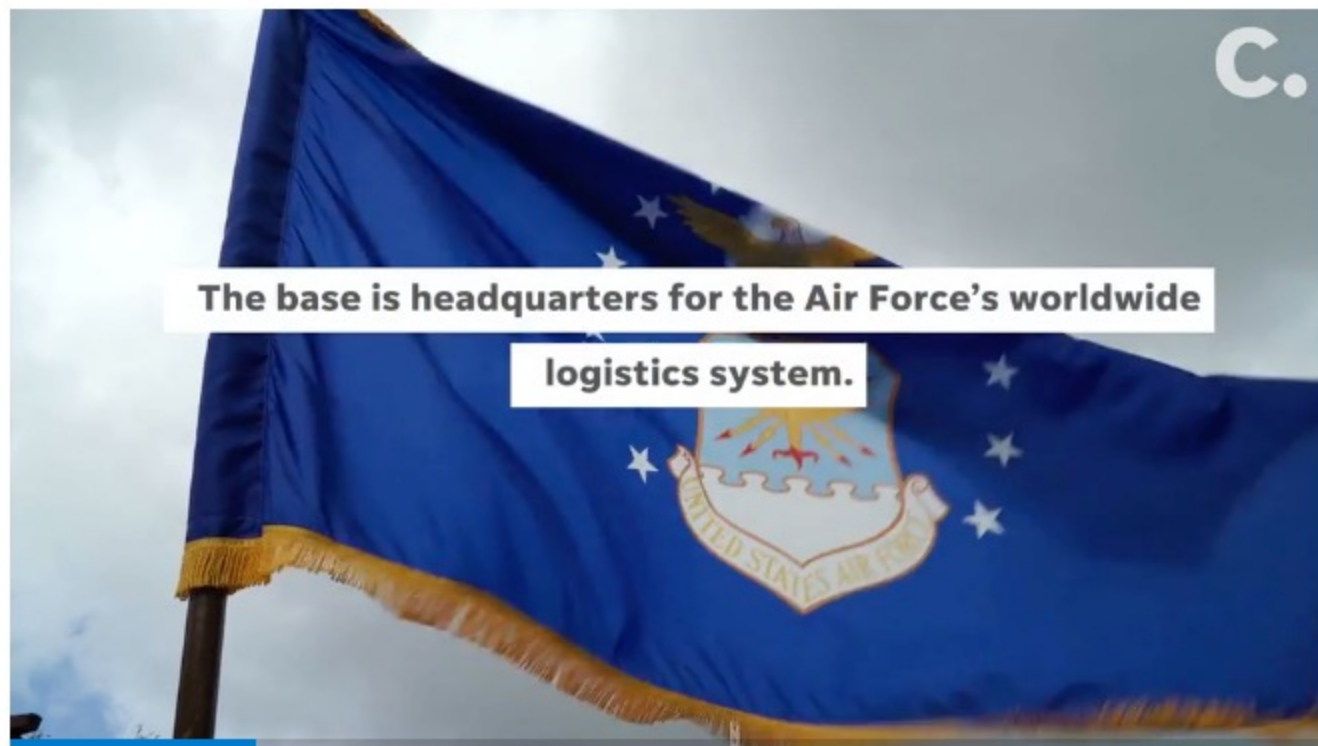 C.
The base is headquarters for the Air Force’s worldwide
logistics system.
UNITED STATES AIR FORCE